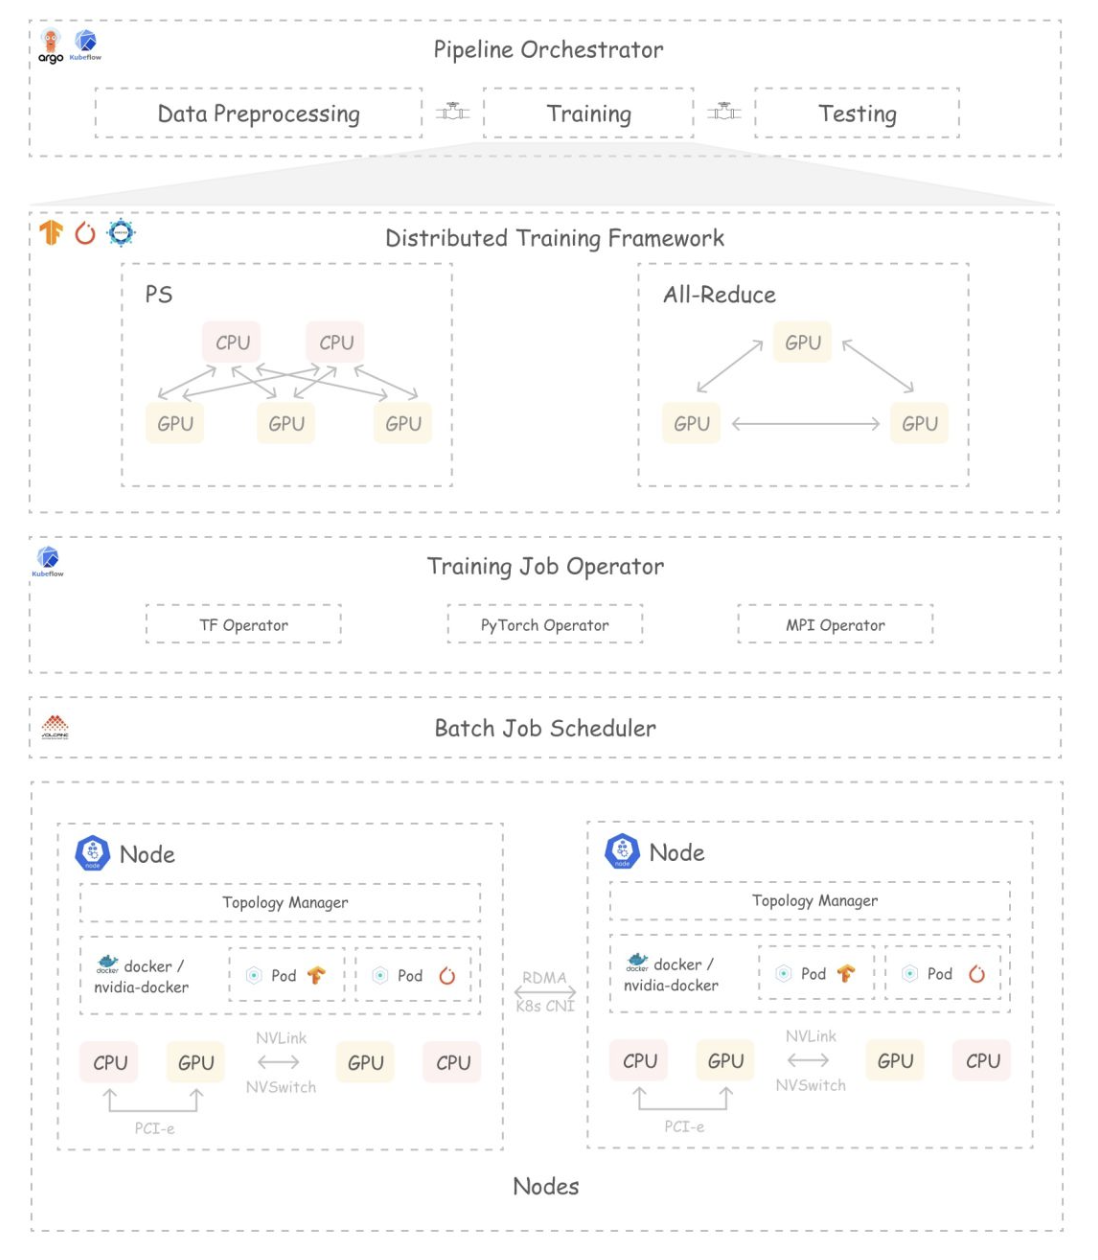 argo
Kubeflow
Pipeline Orchestrator
Data Preprocessing
Training
Testing
Distributed Training Framework
PS
CPU
CPU
GPU
GPU
GPU
All-Reduce
GPU
GPU
GPU
Kubeflow
Training Job Operator
TF Operator
PyTorch Operator
MPI Operator
VOLCANO
Batch Job Scheduler
node
Node
Topology Manager
docker
docker /
nvidia-docker
Pod
Pod
NVLink
CPU
GPU
GPU
CPU
NVSwitch
PCI-e
RDMA
K8s CNI
node
Node
Topology Manager
docker
docker /
nvidia-docker
Pod
Pod
NVLink
CPU
GPU
GPU
CPU
NVSwitch
PCI-e
Nodes